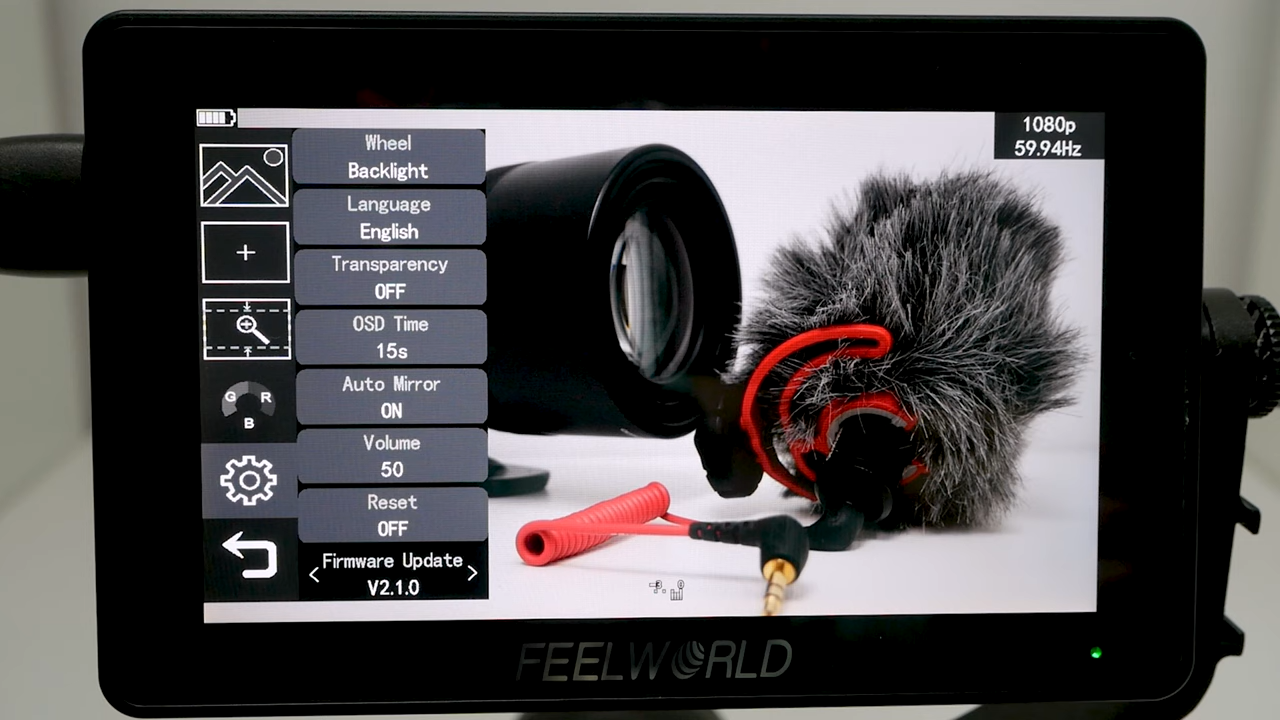 1080p
59.94Hz
Wheel
Backlight
Language
English
Transparency
OFF
OSD Time
15s
Auto Mirror
ON
Volume
50
Reset
OFF
Firmware Update
V2.1.0
G R
B
FEELWORLD